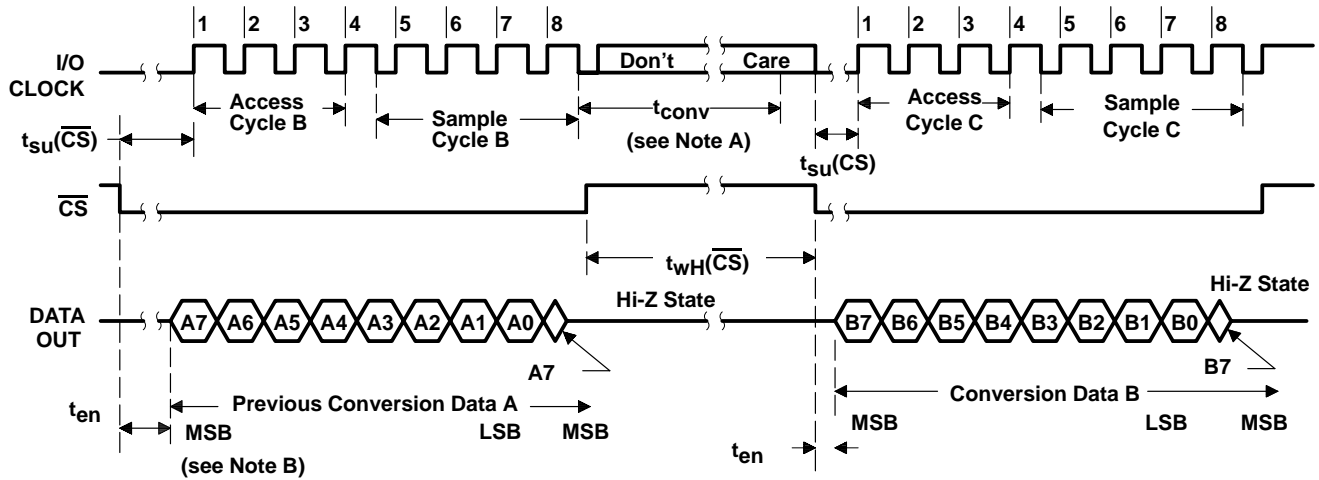 1 2 3 4 5 6 7 8 1 2 3 4 5 6 7 8
I/O
CLOCK
Don't Care
Access
Cycle B
Sample
Cycle B
tconv
(see Note A)
Access
Cycle C
Sample
Cycle C
tsu(CS)
tsu(CS)
CS
twH(CS)
DATA
OUT
A7 A6 A5 A4 A3 A2 A1 A0
Hi-Z State
B7 B6 B5 B4 B3 B2 B1 B0
Hi-Z State
A7
B7
ten
Previous Conversion Data A
MSB LSB MSB
(see Note B)
ten
Conversion Data B
MSB LSB MSB